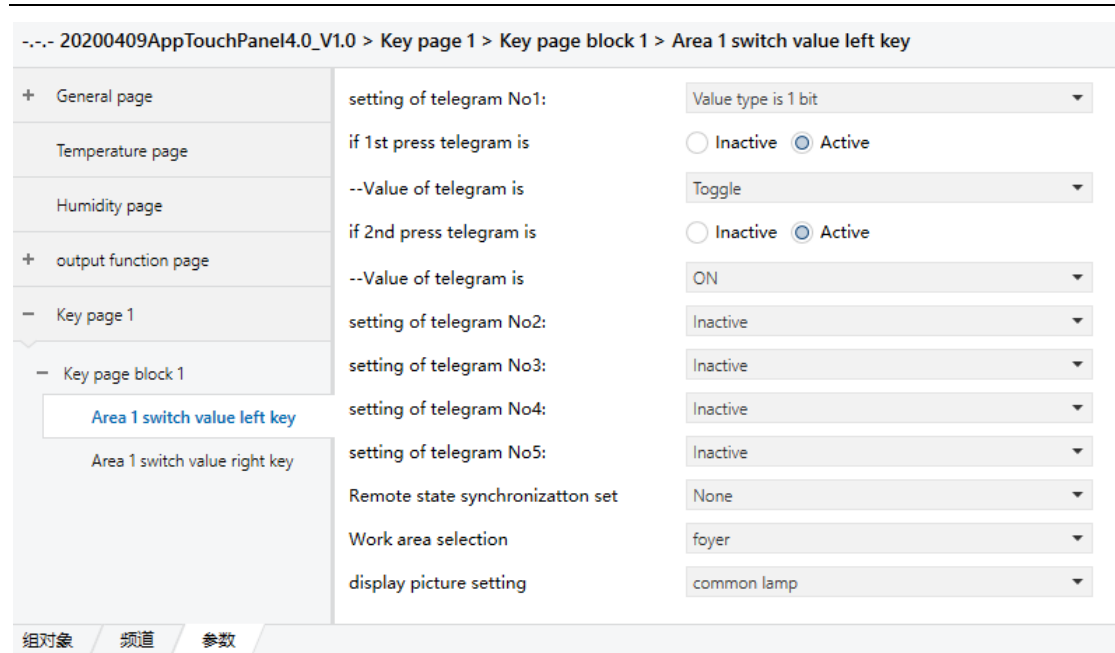 -.-.- 20200409AppTouchPanel4.0_V1.0 > Key page 1 > Key page block 1 > Area 1 switch value left key
+ General page
Temperature page
Humidity page
+ output function page
− Key page 1
− Key page block 1
Area 1 switch value left key
Area 1 switch value right key
setting of telegram No1: Value type is 1 bit
if 1st press telegram is Inactive Active
--Value of telegram is Toggle
if 2nd press telegram is Inactive Active
--Value of telegram is ON
setting of telegram No2: Inactive
setting of telegram No3: Inactive
setting of telegram No4: Inactive
setting of telegram No5: Inactive
Remote state synchronizatton set None
Work area selection foyer
display picture setting common lamp
组对象 频道 参数